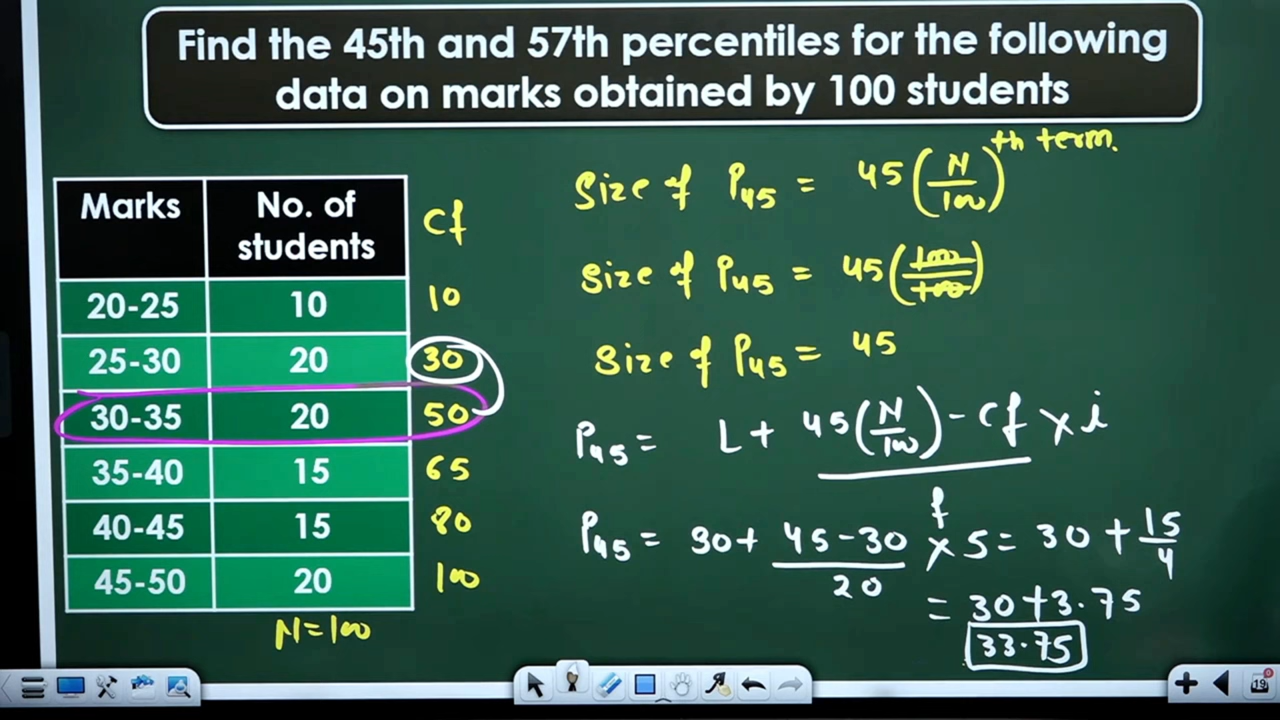 Find the 45th and 57th percentiles for the following
data on marks obtained by 100 students
Marks No. of students Cf
20-25 10 10
25-30 20 30
30-35 20 50
35-40 15 65
40-45 15 80
45-50 20 100
N=100
Size of P45 = 45(N/100)th term.
Size of P45 = 45(100/100)
Size of P45 = 45
P45 = L + 45(N/100) - cf / f × i
P45 = 30 + 45-30 / 20 × 5 = 30 + 15/4
= 30+3.75
33.75
19